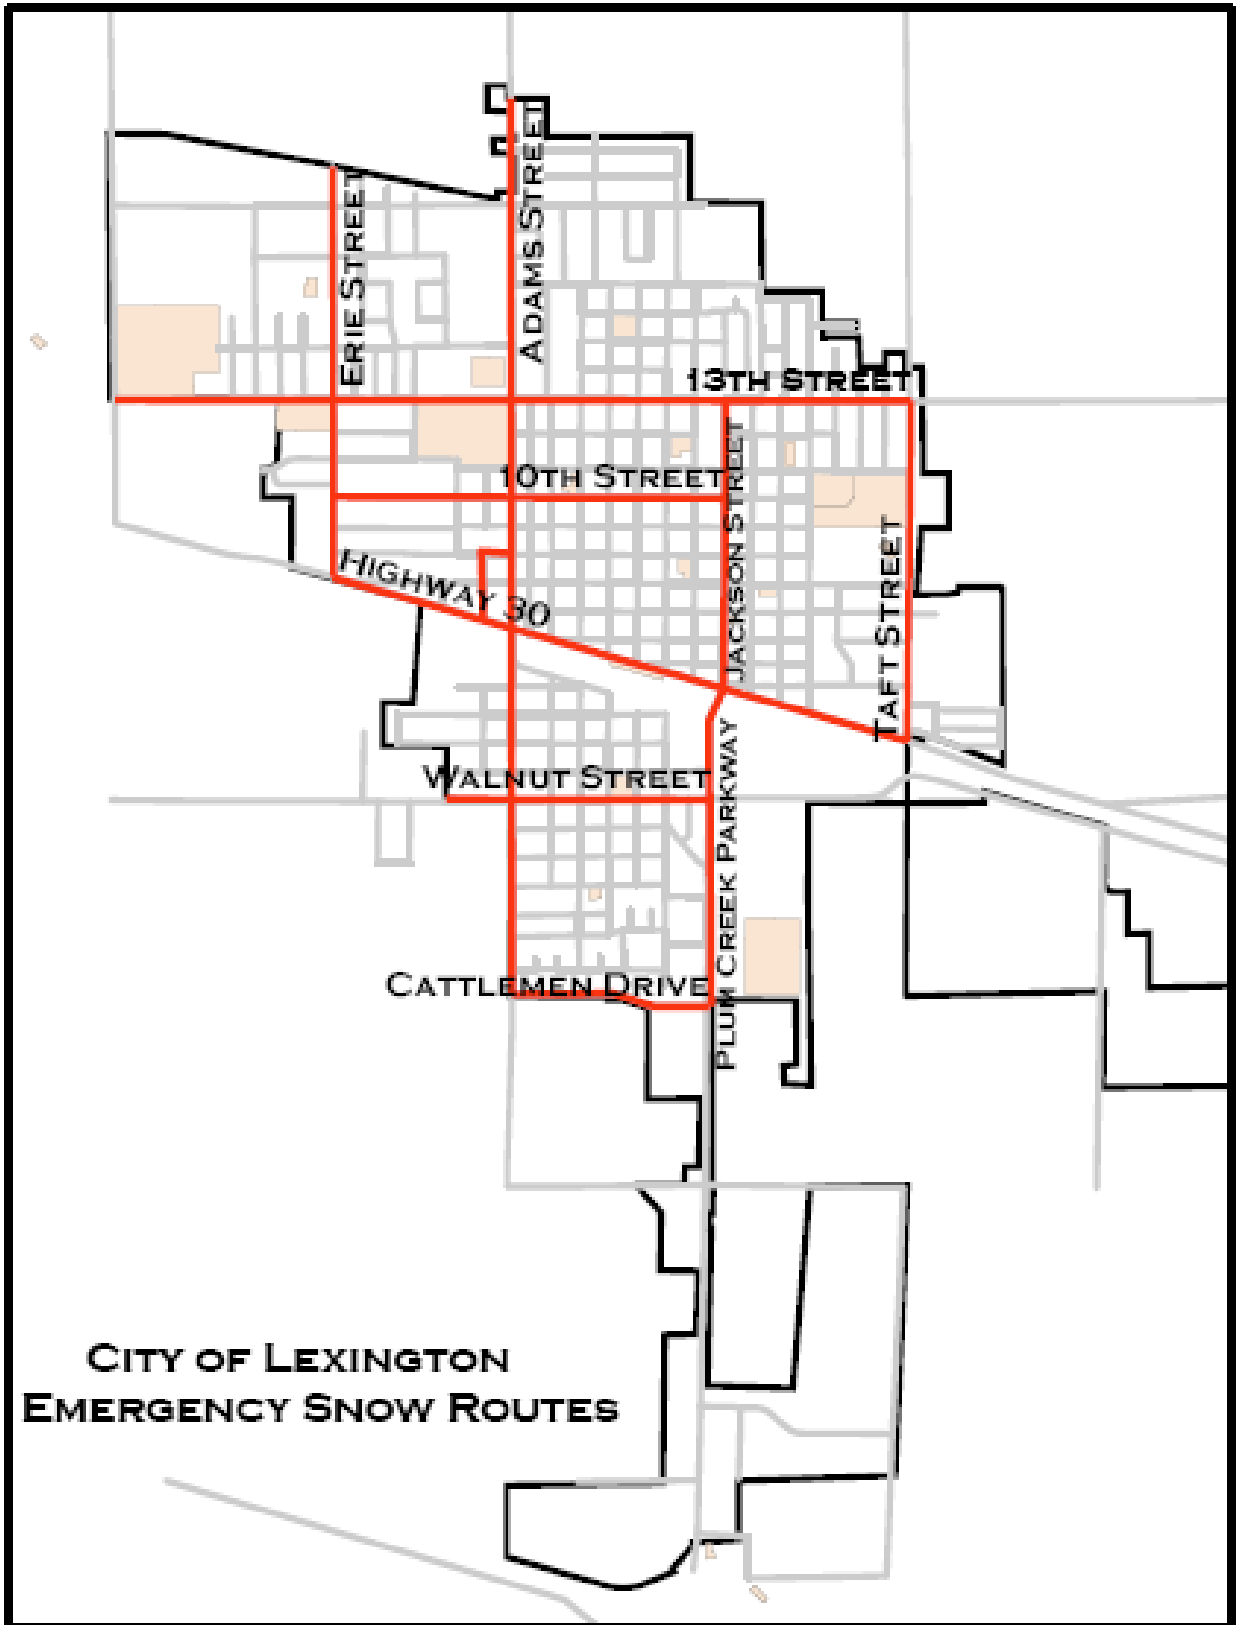 ERIE STREET
ADAMS STREET
13TH STREET
10TH STREET
JACKSON STREET
HIGHWAY 30
TAFT STREET
WALNUT STREET
PLUM CREEK PARKWAY
CATTLEMEN DRIVE
CITY OF LEXINGTON
EMERGENCY SNOW ROUTES